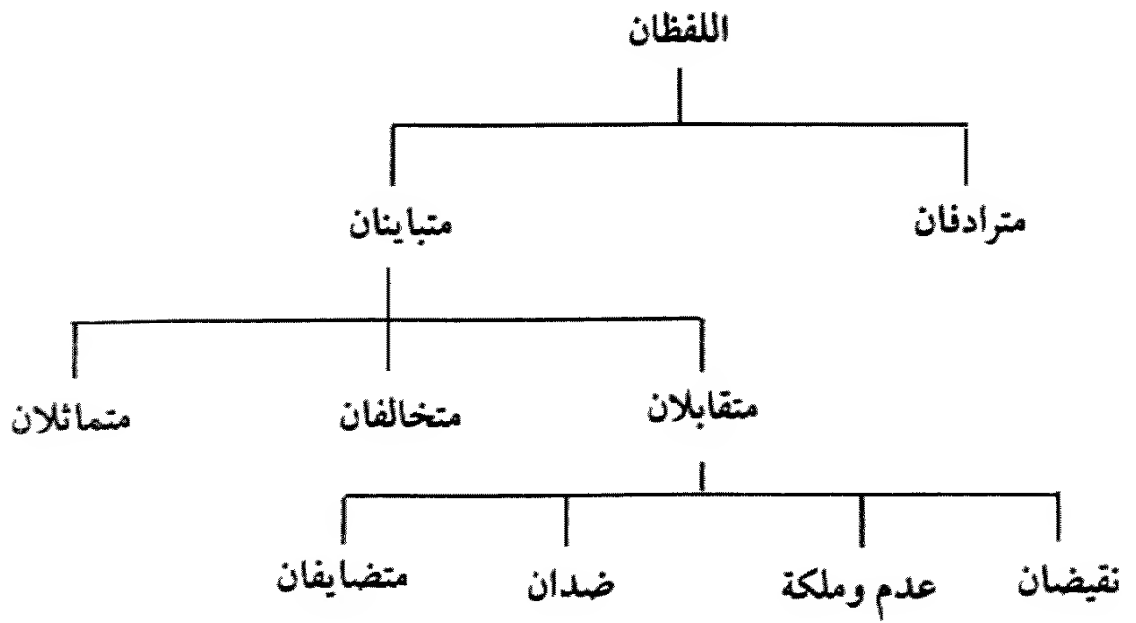 اللفظان
مترادفان متباينان
متقابلان متخالفان متماثلان
نقيضان عدم وملكة ضدان متضايفان